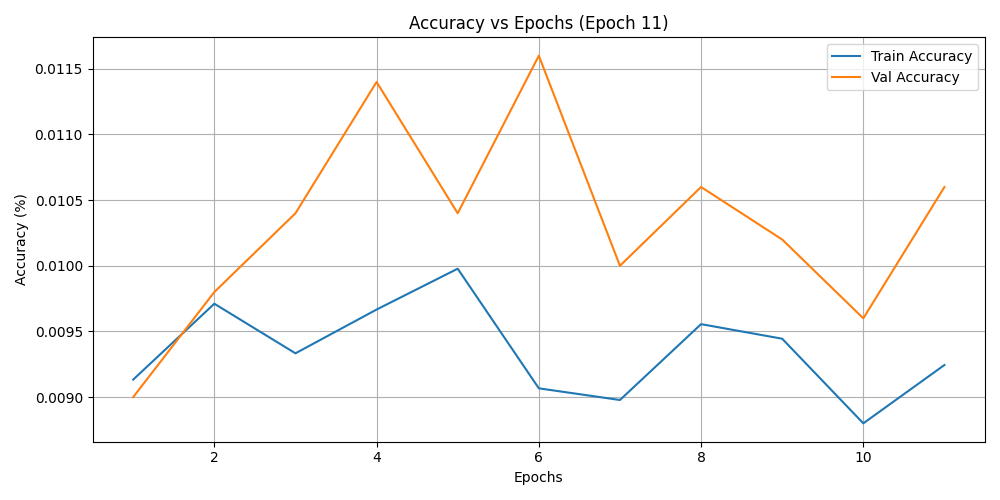 Accuracy vs Epochs (Epoch 11)
Train Accuracy
Val Accuracy
0.0115
0.0110
0.0105
0.0100
0.0095
0.0090
Accuracy (%)
2 4 6 8 10
Epochs